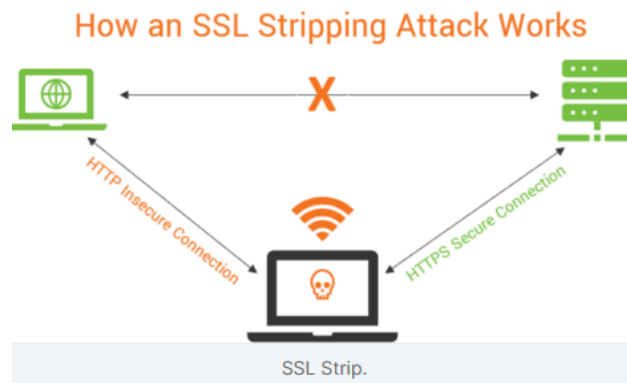 How an SSL Stripping Attack Works
X
HTTP Insecure Connection
HTTPS Secure Connection
SSL Strip.